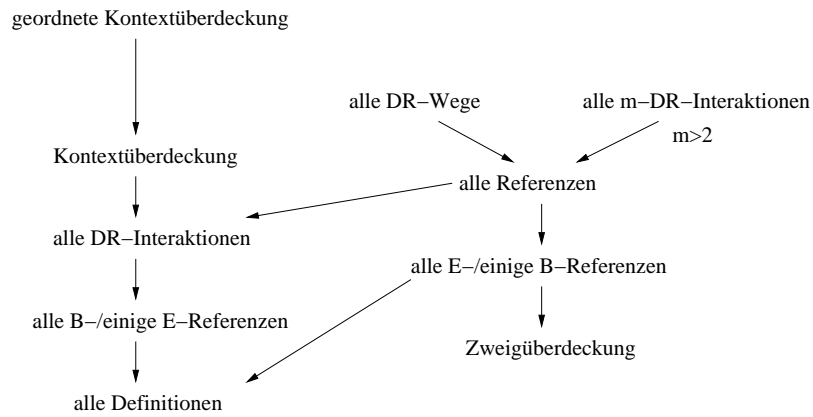 geordnete Kontextüberdeckung
alle DR−Wege
alle m−DR−Interaktionen
m>2
Kontextüberdeckung
alle Referenzen
alle DR−Interaktionen
alle E−/einige B−Referenzen
alle B−/einige E−Referenzen
Zweigüberdeckung
alle Definitionen